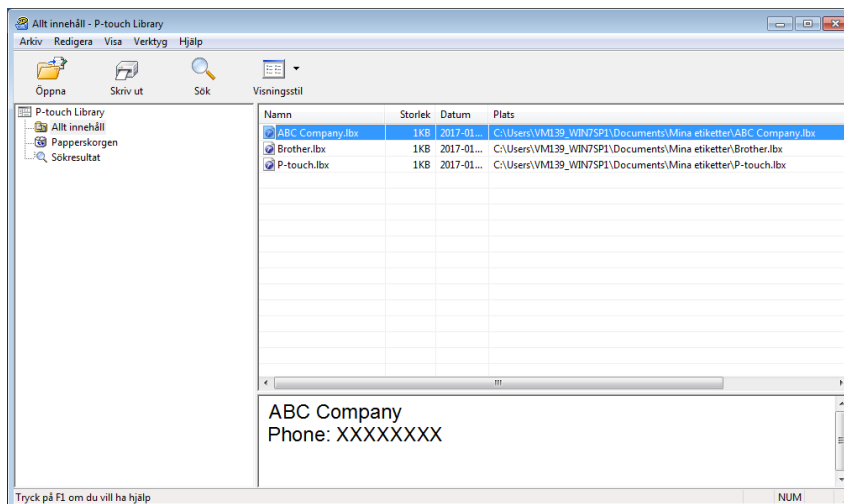 Allt innehåll - P-touch Library
Arkiv Redigera Visa Verktyg Hjälp
Öppna Skriv ut Sök Visningsstil
P-touch Library
Allt innehåll
Papperskorgen
Sökresultat
Namn Storlek Datum Plats
ABC Company.lbx 1KB 2017-01... C:\Users\VM139_WIN7SP1\Documents\Mina etiketter\ABC Company.lbx
Brother.lbx 1KB 2017-01... C:\Users\VM139_WIN7SP1\Documents\Mina etiketter\Brother.lbx
P-touch.lbx 1KB 2017-01... C:\Users\VM139_WIN7SP1\Documents\Mina etiketter\P-touch.lbx
ABC Company
Phone: XXXXXXXX
Tryck på F1 om du vill ha hjälp NUM